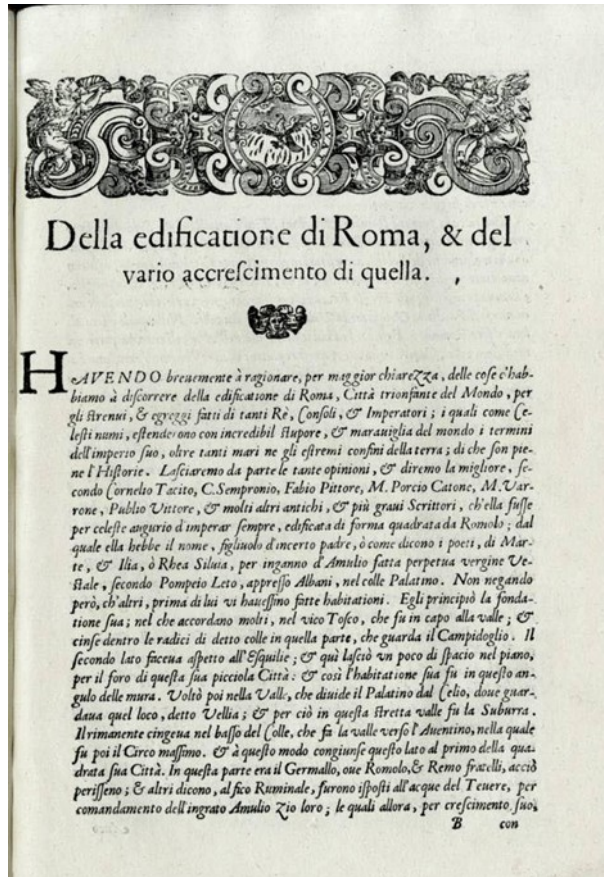 Della edificatione di Roma, & del
vario accreſcimento di quella.
HAVENDO breuemente à ragionare, per maggior chiarezza, delle coſe c'hab-
biamo à diſcorrere della edificatione di Roma, Città trionfante del Mondo, per
gli ſtrenui, & egreggi fatti di tanti Rè, Conſoli, & Imperatori; i quali come Ce-
leſti numi, eſtenderono con incredibil ſtupore, & marauiglia del mondo i termini
dell'imperio ſuo, oltre tanti mari ne gli eſtremi confini della terra; di che ſon pie-
ne l'Hiſtorie. Laſciaremo da parte le tante opinioni, & diremo la migliore, ſe-
condo Cornelio Tacito, C. Sempronio, Fabio Pittore, M. Porcio Catone, M. Var-
rone, Publio Vittore, & molti altri antichi, & più graui Scrittori, ch'ella fuſſe
per celeſte augurio d'imperar ſempre, edificata di forma quadrata da Romolo; dal
quale ella hebbe il nome, figliuolo d'incerto padre, ò come dicono i poeti, di Mar-
te, & Ilia, ò Rhea Siluia, per inganno d'Amulio fatta perpetua vergine Ve-
ſtale, ſecondo Pompeio Leto, appreſſo Albani, nel colle Palatino. Non negando
però, ch'altri, prima di lui vi haueſſino fatte habitationi. Egli principiò la fonda-
tione ſua; nel che accordano molti, nel vico Toſco, che fu in capo alla valle; &
cinſe dentro le radici di detto colle in quella parte, che guarda il Campidoglio. Il
ſecondo lato faceua aſpetto all'Eſquilie; & quì laſciò vn poco di ſpacio nel piano,
per il foro di queſta ſua picciola Città: & così l'habitatione ſua fu in queſto an-
gulo delle mura. Voltò poi nella Valle, che diuide il Palatino dal Celio, doue guar-
daua quel loco, detto Vellia; & per ciò in queſta ſtretta valle fu la Suburra.
Il rimanente cingeua nel baſſo del Colle, che fa la valle verſo l'Auentino, nella quale
fu poi il Circo maſſimo. & à queſto modo congiunſe queſto lato al primo della qua-
drata ſua Città. In queſta parte era il Germallo, oue Romolo, & Remo fratelli, acciò
periſſeno; & altri dicono, al fico Ruminale, furono iſpoſti all'acque del Teuere, per
comandamento dell'ingrato Amulio Zio loro; le quali allora, per creſcimento ſuo,
B con